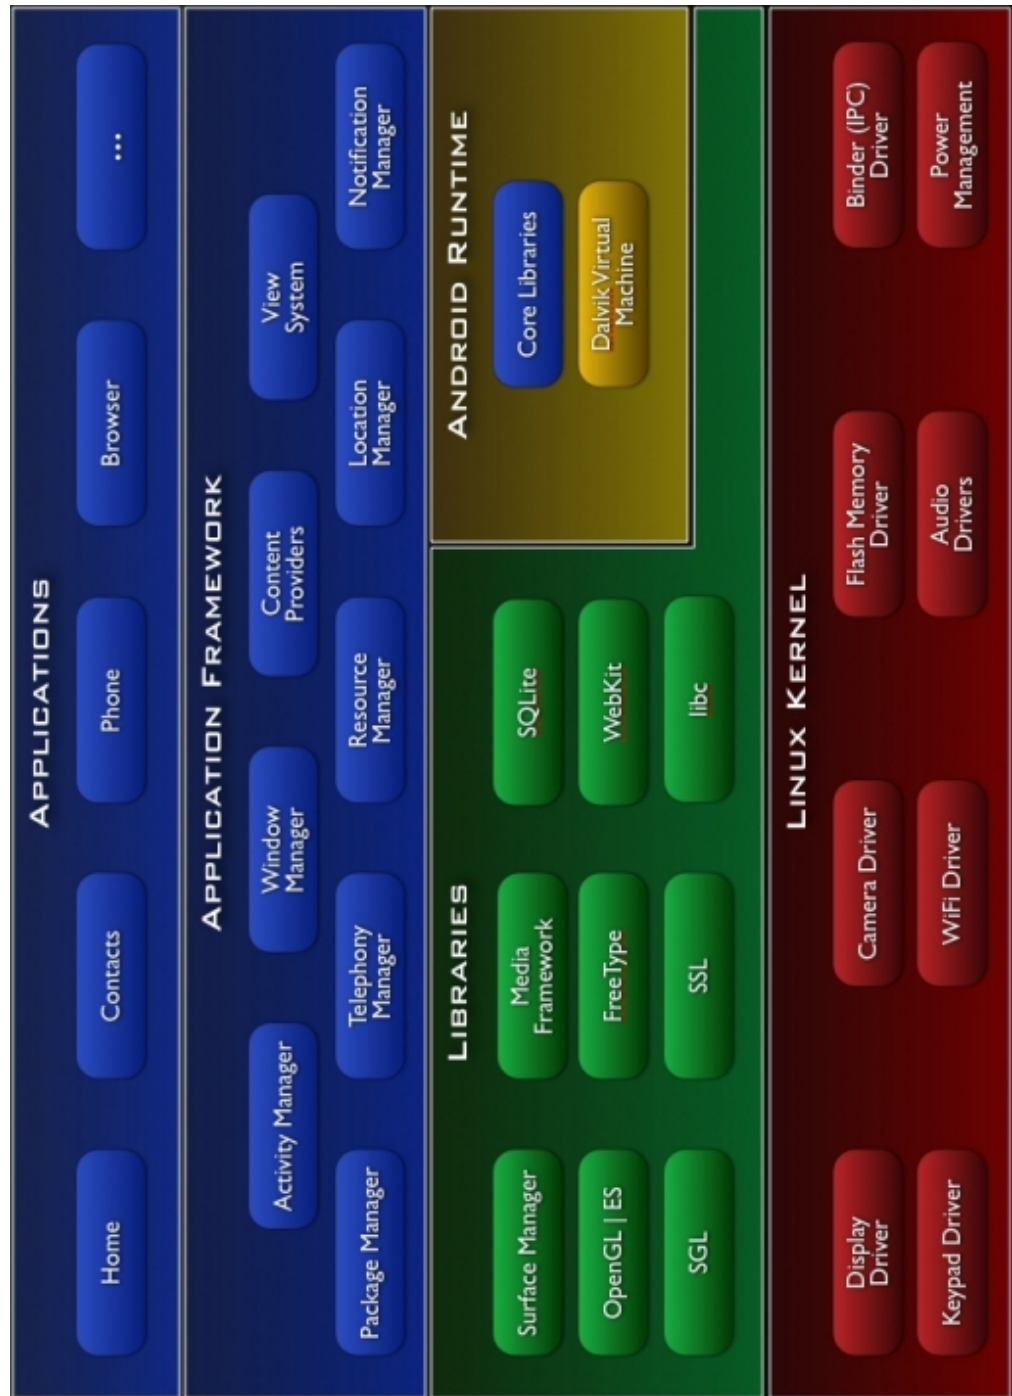 APPLICATIONS
Home
Contacts
Phone
Browser
...
APPLICATION FRAMEWORK
Activity Manager
Window
Manager
Content
Providers
View
System
Package Manager
Telephony
Manager
Resource
Manager
Location
Manager
Notification
Manager
LIBRARIES
Surface Manager
Media
Framework
SQLite
OpenGL | ES
FreeType
WebKit
SGL
SSL
libc
ANDROID RUNTIME
Core Libraries
Dalvik Virtual
Machine
LINUX KERNEL
Display
Driver
Camera Driver
Flash Memory
Driver
Binder (IPC)
Driver
Keypad Driver
WiFi Driver
Audio
Drivers
Power
Management